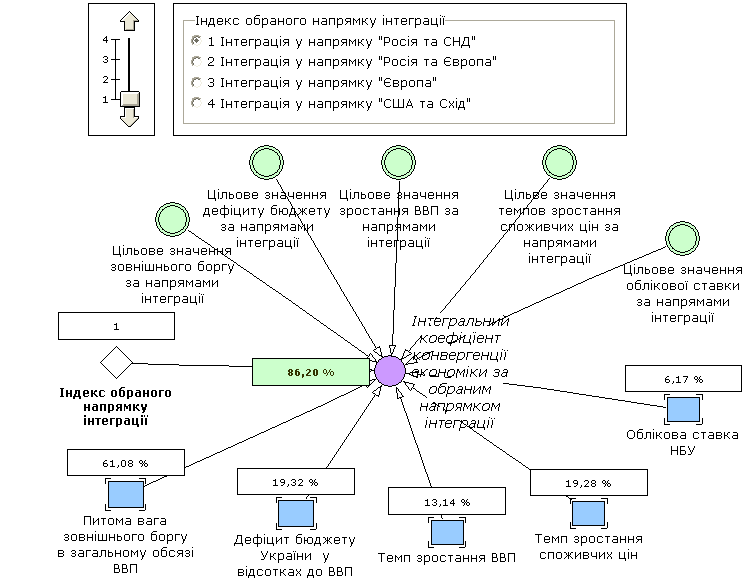 Індекс обраного напрямку інтеграції
4
3
2
1
1 Інтеграція у напрямку "Росія та СНД"
2 Інтеграція у напрямку "Росія та Європа"
3 Інтеграція у напрямку "Європа"
4 Інтеграція у напрямку "США та Схід"
Цільове значення
дефіциту бюджету
за напрямами
інтеграції
Цільове значення
зростання ВВП за
напрямами
інтеграції
Цільове значення
темпов зростання
споживчих цін за
напрямами
інтеграції
Цільове значення
зовнішнього боргу
за напрямами
інтеграції
Цільове значення
облікової ставки
за напрямами
інтеграції
1
Індекс обраного
напрямку
інтеграції
86,20 %
Інтегральний
коефіцієнт
конвергенції
економіки за
обраним
напрямком
інтеграції
6,17 %
Облікова ставка
НБУ
61,08 %
Питома вага
зовнішнього боргу
в загальному обсязі
ВВП
19,32 %
Дефіцит бюджету
України у
відсотках до ВВП
13,14 %
Темп зростання ВВП
19,28 %
Темп зростання
споживчих цін